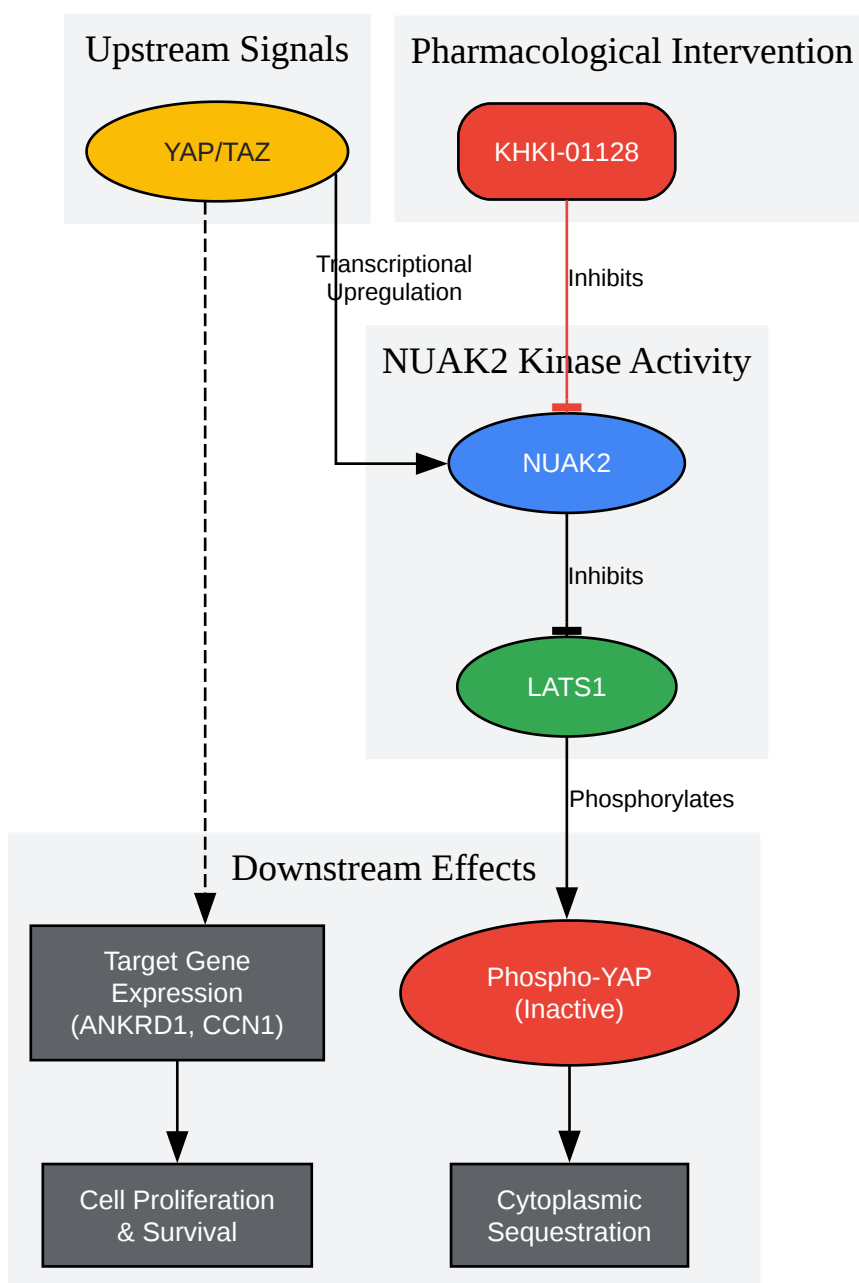 Upstream Signals
Pharmacological Intervention
YAP/TAZ
KHKI-01128
Transcriptional
Upregulation
Inhibits
NUAK2 Kinase Activity
NUAK2
Inhibits
LATS1
Phosphorylates
Downstream Effects
Target Gene
Expression
(ANKRD1, CCN1)
Phospho-YAP
(Inactive)
Cell Proliferation
& Survival
Cytoplasmic
Sequestration